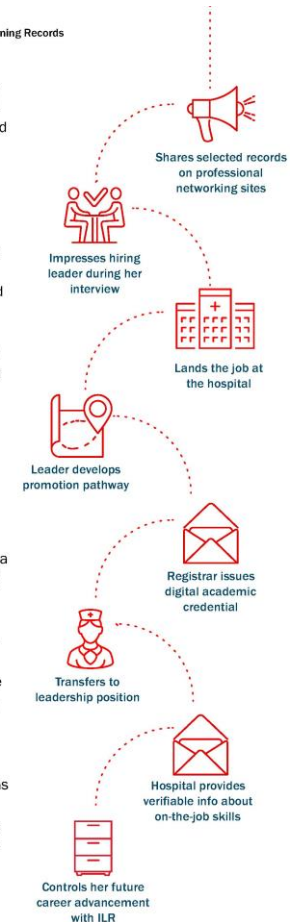 ning Records
d
Shares selected records
on professional
networking sites
Impresses hiring
leader during her
interview
d
Lands the job at
the hospital
Leader develops
promotion pathway
a
Registrar issues
digital academic
credential
Transfers to
leadership position
e
Hospital provides
verifiable info about
on-the-job skills
ns
Controls her future
career advancement
with ILR